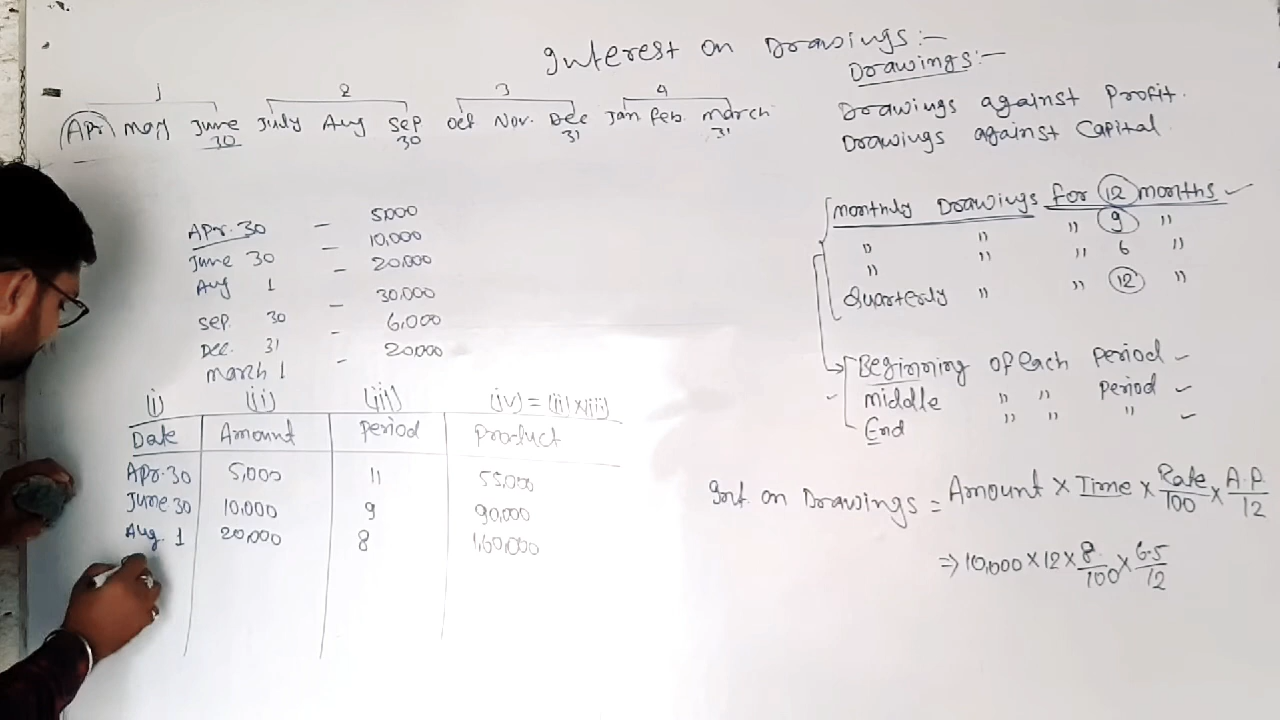 Interest on Drawings:-
Drawings:-
1 2 3 4
Apr May June July Aug Sep Oct Nov. Dec Jan Feb. march
30 30 31 31
Drawings against Profit.
Drawings against Capital
monthly Drawings for 12 months ✓
" " " 9 "
" " " 6 "
Quarterly " " 12 "
Beginning of each Period -
middle " " Period -
End " " " -
Apr. 30 - 5,000
June 30 - 10,000
Aug 1 - 20,000
Sep. 30 - 30,000
Dec. 31 - 6,000
march 1 - 20,000
(i) (ii) (iii) (iv) = (ii) x (iii)
Date Amount Period Product
Apr. 30 5,000 11 55,000
June 30 10,000 9 90,000
Aug. 1 20,000 8 1,60,000
Int. on Drawings = Amount × Time × Rate/100 × A.P./12
⇒ 10,000 × 12 × 8/100 × 6.5/12